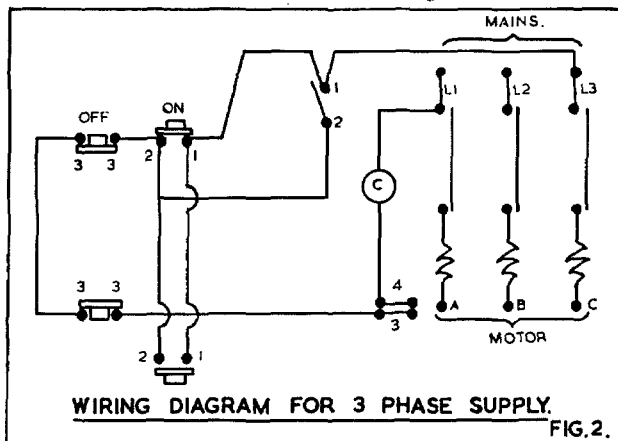 MAINS.
L1 L2 L3
OFF ON
1
2
3 3 2 1
C
3 3 4
3
A B C
MOTOR
2 1
WIRING DIAGRAM FOR 3 PHASE SUPPLY.
FIG.2.